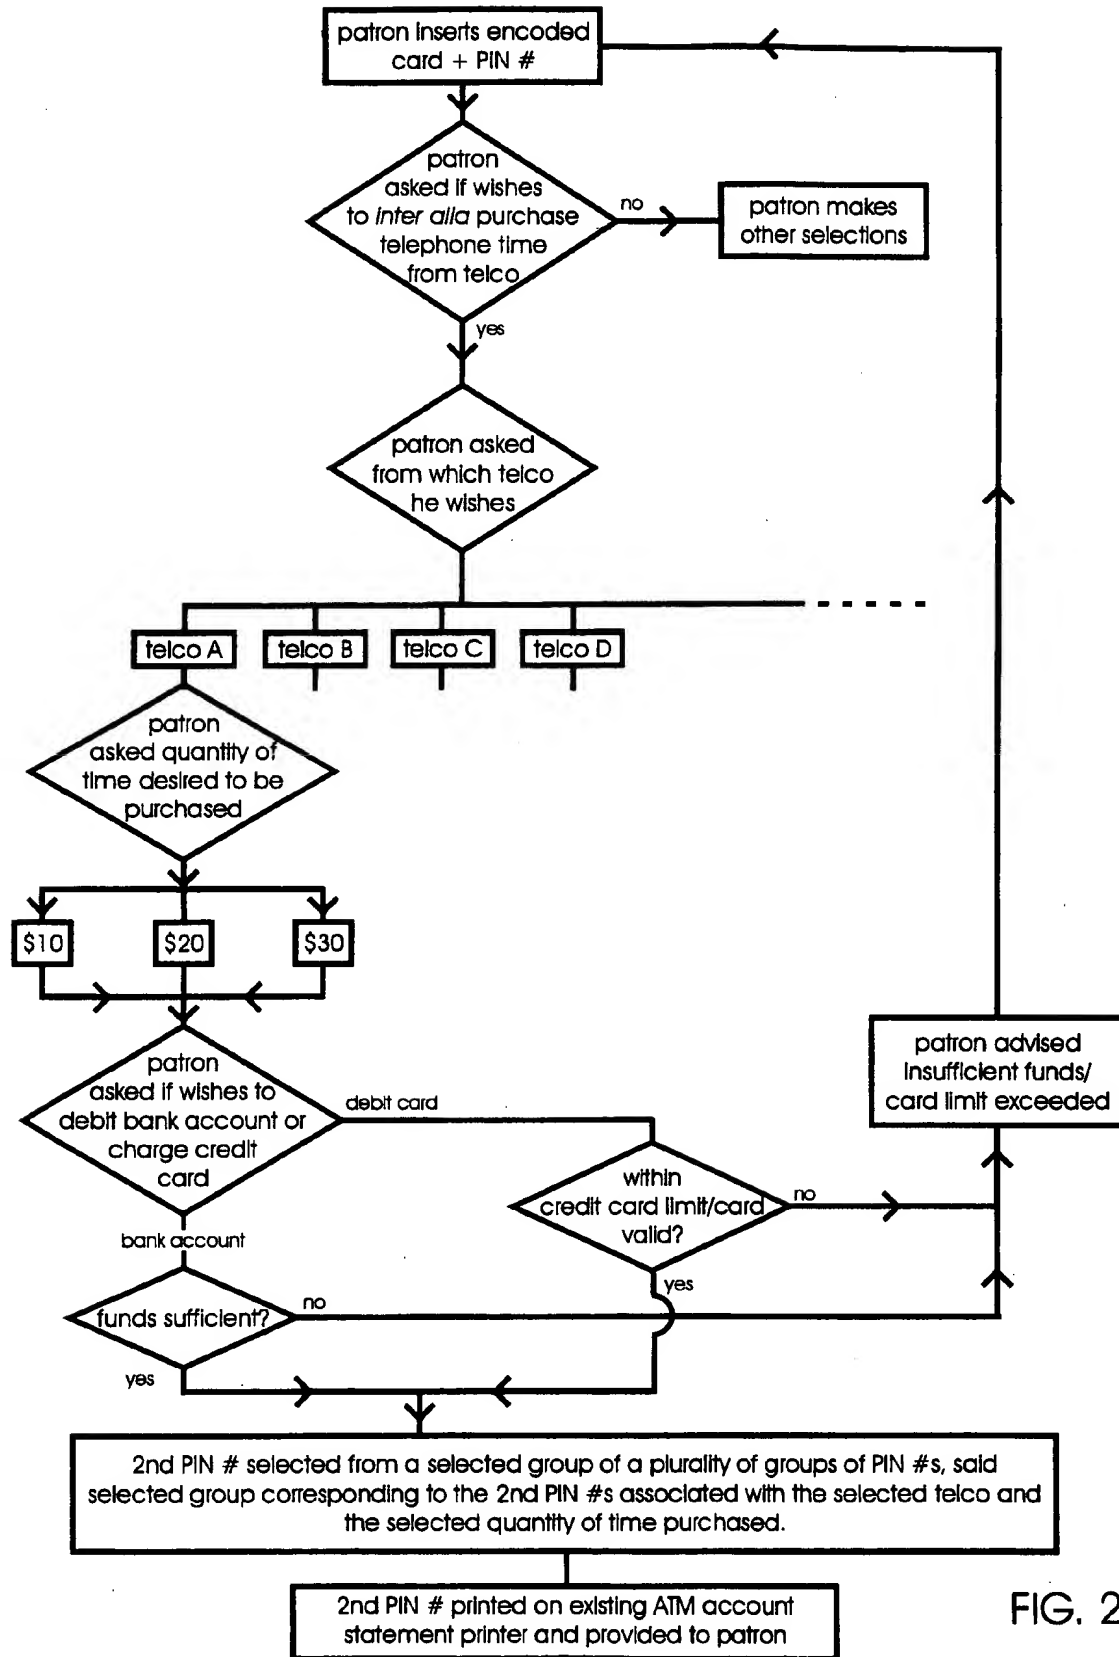 patron inserts encoded
card + PIN #
patron
asked if wishes
to inter alla purchase
telephone time
from telco
no
patron makes
other selections
yes
patron asked
from which telco
he wishes
telco A
telco B
telco C
telco D
patron
asked quantity of
time desired to be
purchased
$10
$20
$30
patron
asked if wishes to
debit bank account or
charge credit
card
debit card
patron advised
insufficient funds/
card limit exceeded
within
credit card limit/card
valid?
no
bank account
yes
funds sufficient?
no
yes
2nd PIN # selected from a selected group of a plurality of groups of PIN #s, said
selected group corresponding to the 2nd PIN #s associated with the selected telco and
the selected quantity of time purchased.
2nd PIN # printed on existing ATM account
statement printer and provided to patron
FIG. 2